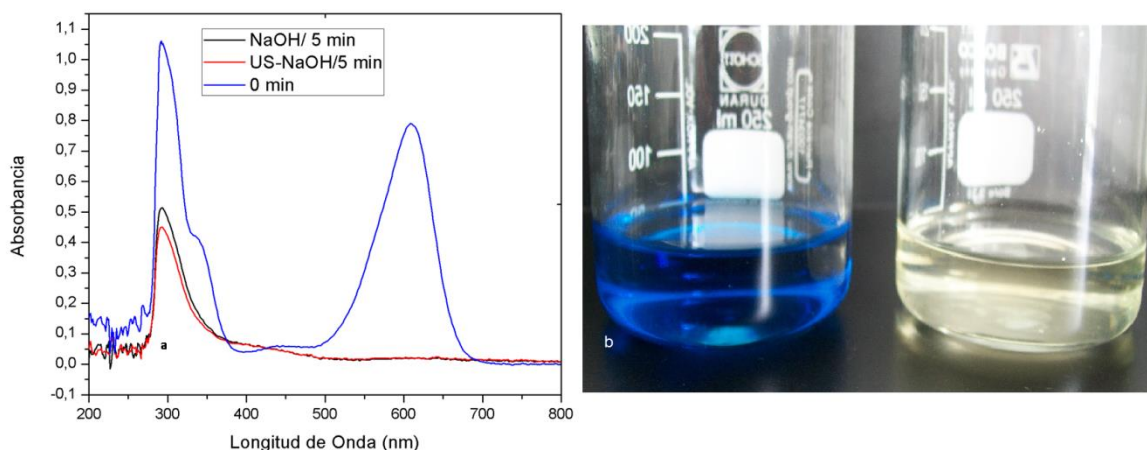 1,1
1,0
0,9
0,8
0,7
0,6
0,5
0,4
0,3
0,2
0,1
0,0
-0,1
Absorbancia
NaOH/ 5 min
US-NaOH/5 min
0 min
a
200 300 400 500 600 700 800
Longitud de Onda (nm)
200
150
100
SCHOTT
DURAN
250 ml
b
BOECO
250 ml